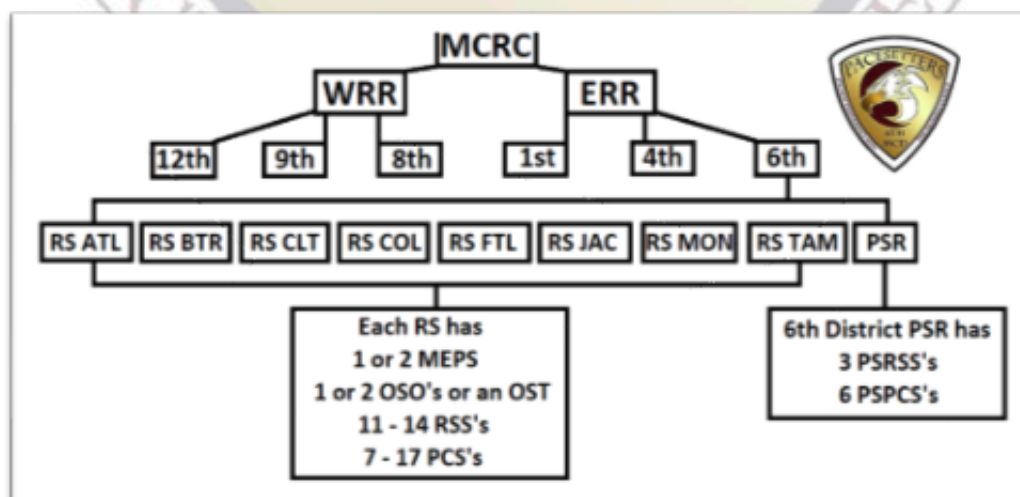 MCRC
WRR
ERR
PACESETTERS
12th
9th
8th
1st
4th
6th
RS ATL
RS BTR
RS CLT
RS COL
RS FTL
RS JAC
RS MON
RS TAM
PSR
Each RS has
1 or 2 MEPS
1 or 2 OSO's or an OST
11 - 14 RSS's
7 - 17 PCS's
6th District PSR has
3 PSRSS's
6 PSPCS's